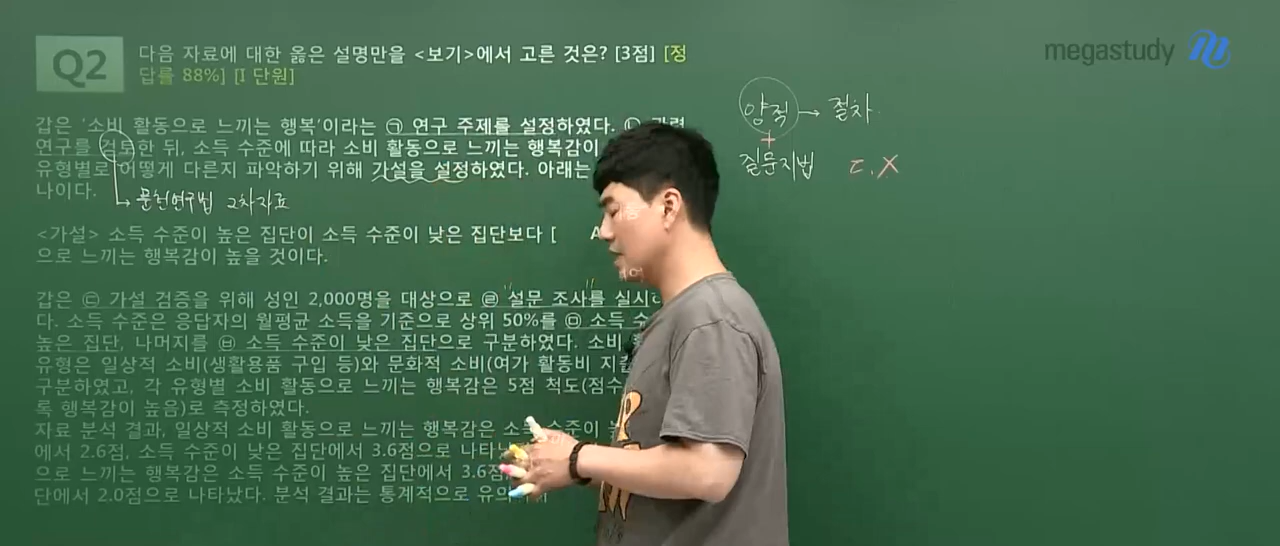 Q2
다음 자료에 대한 옳은 설명만을 <보기>에서 고른 것은? [3점] [정
답률 88%] [I 단원]
megastudy
갑은 '소비 활동으로 느끼는 행복'이라는 ㉠ 연구 주제를 설정하였다. ㉡
연구를 검토한 뒤, 소득 수준에 따라 소비 활동으로 느끼는 행복감이
유형별로 어떻게 다른지 파악하기 위해 가설을 설정하였다. 아래는
나이다.
문헌연구법 2차자료
<가설> 소득 수준이 높은 집단이 소득 수준이 낮은 집단보다 [ A
으로 느끼는 행복감이 높을 것이다.
갑은 ㉢ 가설 검증을 위해 성인 2,000명을 대상으로 ㉣ "설문 조사"를 실시하
다. 소득 수준은 응답자의 월평균 소득을 기준으로 상위 50%를 ㉤ 소득 수
높은 집단, 나머지를 ㉥ 소득 수준이 낮은 집단으로 구분하였다. 소비
유형은 일상적 소비(생활용품 구입 등)와 문화적 소비(여가 활동비 지출
구분하였고, 각 유형별 소비 활동으로 느끼는 행복감은 5점 척도(점수
록 행복감이 높음)로 측정하였다.
자료 분석 결과, 일상적 소비 활동으로 느끼는 행복감은 소득 수준이 높
에서 2.6점, 소득 수준이 낮은 집단에서 3.6점으로 나타났
으로 느끼는 행복감은 소득 수준이 높은 집단에서 3.6점
단에서 2.0점으로 나타났다. 분석 결과는 통계적으로 유의
양적 → 절차
+
질문지법 ㄷ, X